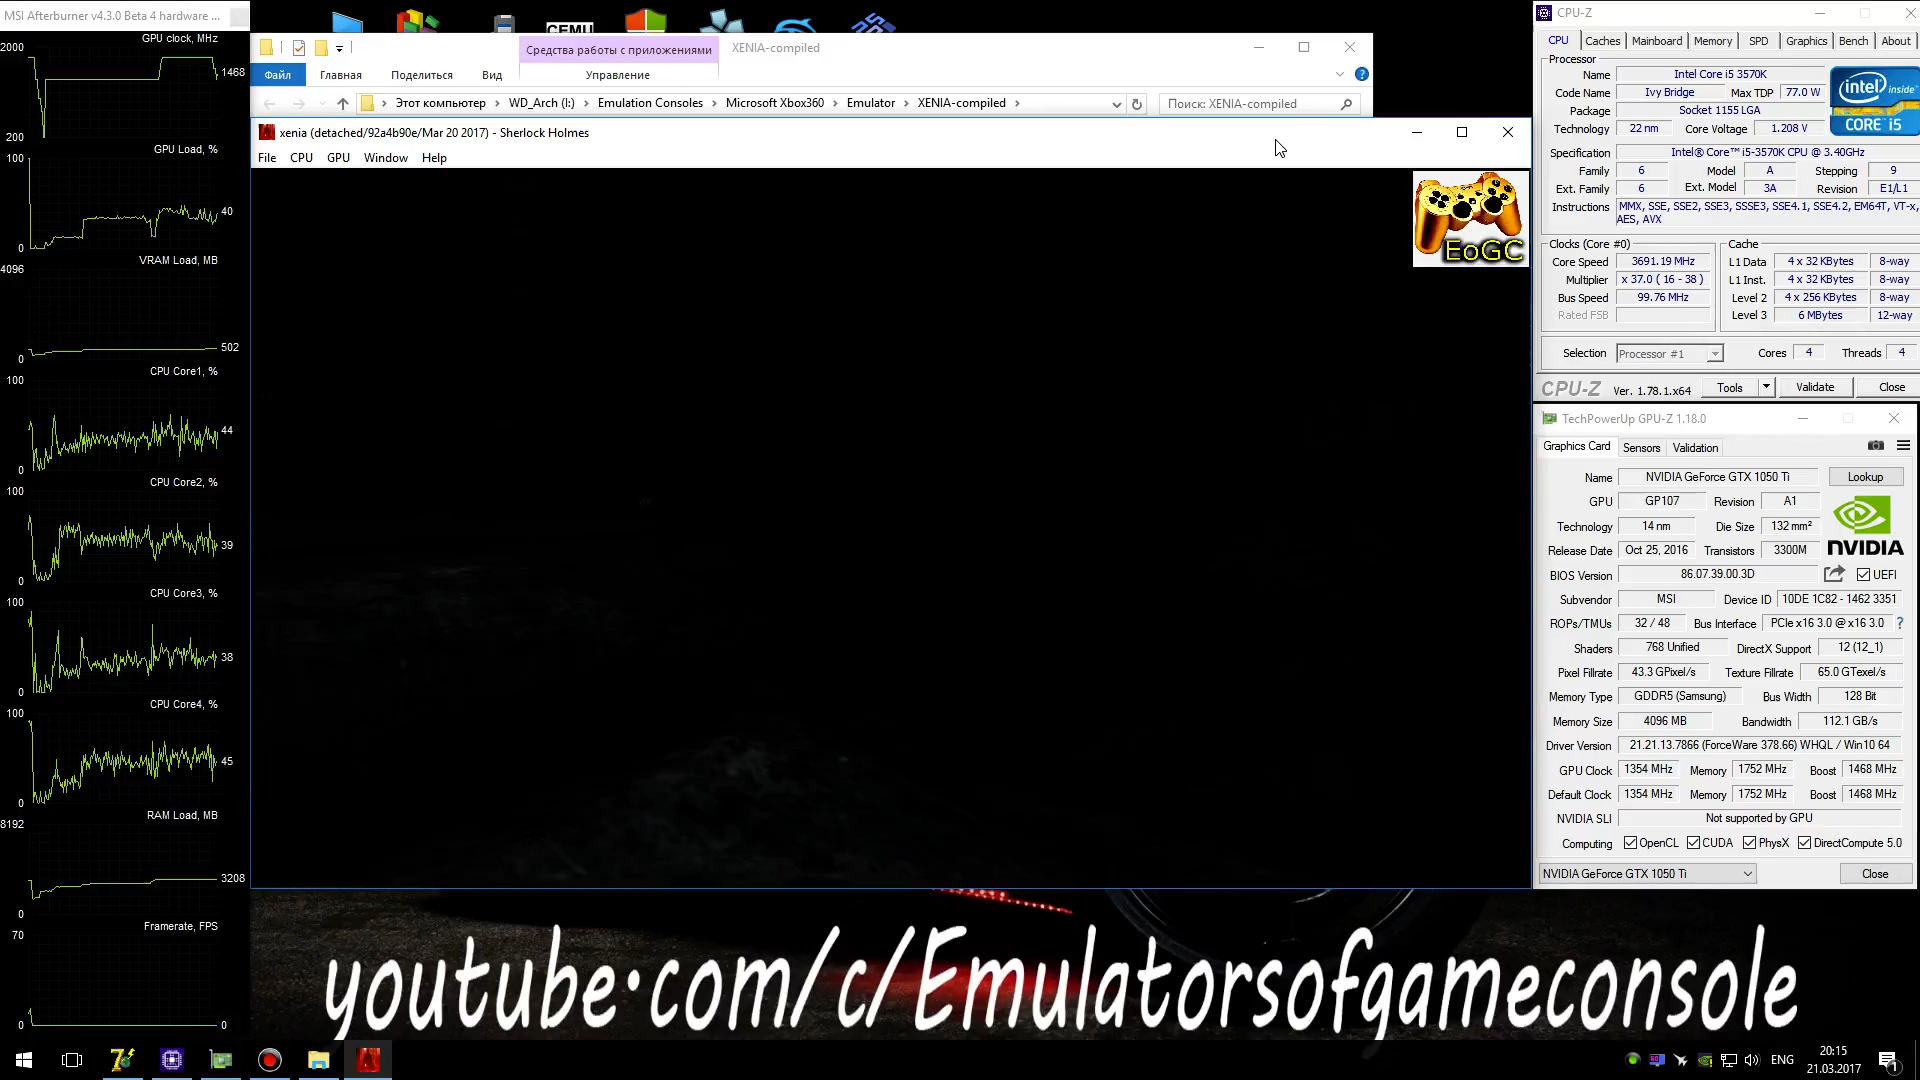 MSI Afterburner v4.3.0 Beta 4 hardware ...
GPU clock, MHz
2000
1468
200
GPU Load, %
100
40
0
VRAM Load, MB
4096
502
0
CPU Core1, %
100
44
0
CPU Core2, %
100
39
0
CPU Core3, %
100
38
0
CPU Core4, %
100
45
0
RAM Load, MB
8192
3208
0
Framerate, FPS
70
0
0
CEMU
Средства работы с приложениями
XENIA-compiled
Файл
Главная
Поделиться
Вид
Управление
Этот компьютер
WD_Arch (I:)
Emulation Consoles
Microsoft Xbox360
Emulator
XENIA-compiled
Поиск: XENIA-compiled
xenia (detached/92a4b90e/Mar 20 2017) - Sherlock Holmes
File CPU GPU Window Help
EoGC
CPU-Z
CPU Caches Mainboard Memory SPD Graphics Bench About
Processor
Name Intel Core i5 3570K
Code Name Ivy Bridge Max TDP 77.0 W
Package Socket 1155 LGA
Technology 22 nm Core Voltage 1.208 V
intel inside
CORE i5
Specification Intel® Core™ i5-3570K CPU @ 3.40GHz
Family 6 Model A Stepping 9
Ext. Family 6 Ext. Model 3A Revision E1/L1
Instructions MMX, SSE, SSE2, SSE3, SSSE3, SSE4.1, SSE4.2, EM64T, VT-x,
AES, AVX
Clocks (Core #0)
Core Speed 3691.19 MHz
Multiplier x 37.0 ( 16 - 38 )
Bus Speed 99.76 MHz
Rated FSB
Cache
L1 Data 4 x 32 KBytes 8-way
L1 Inst. 4 x 32 KBytes 8-way
Level 2 4 x 256 KBytes 8-way
Level 3 6 MBytes 12-way
Selection Processor #1 Cores 4 Threads 4
CPU-Z Ver. 1.78.1.x64 Tools Validate Close
TechPowerUp GPU-Z 1.18.0
Graphics Card Sensors Validation
Name NVIDIA GeForce GTX 1050 Ti Lookup
GPU GP107 Revision A1
Technology 14 nm Die Size 132 mm²
Release Date Oct 25, 2016 Transistors 3300M
NVIDIA
BIOS Version 86.07.39.00.3D UEFI
Subvendor MSI Device ID 10DE 1C82 - 1462 3351
ROPs/TMUs 32 / 48 Bus Interface PCIe x16 3.0 @ x16 3.0 ?
Shaders 768 Unified DirectX Support 12 (12_1)
Pixel Fillrate 43.3 GPixel/s Texture Fillrate 65.0 GTexel/s
Memory Type GDDR5 (Samsung) Bus Width 128 Bit
Memory Size 4096 MB Bandwidth 112.1 GB/s
Driver Version 21.21.13.7866 (ForceWare 378.66) WHQL / Win10 64
GPU Clock 1354 MHz Memory 1752 MHz Boost 1468 MHz
Default Clock 1354 MHz Memory 1752 MHz Boost 1468 MHz
NVIDIA SLI Not supported by GPU
Computing OpenCL CUDA PhysX DirectCompute 5.0
NVIDIA GeForce GTX 1050 Ti Close
youtube.com/c/Emulatorsofgameconsole
ENG
20:15
21.03.2017
1